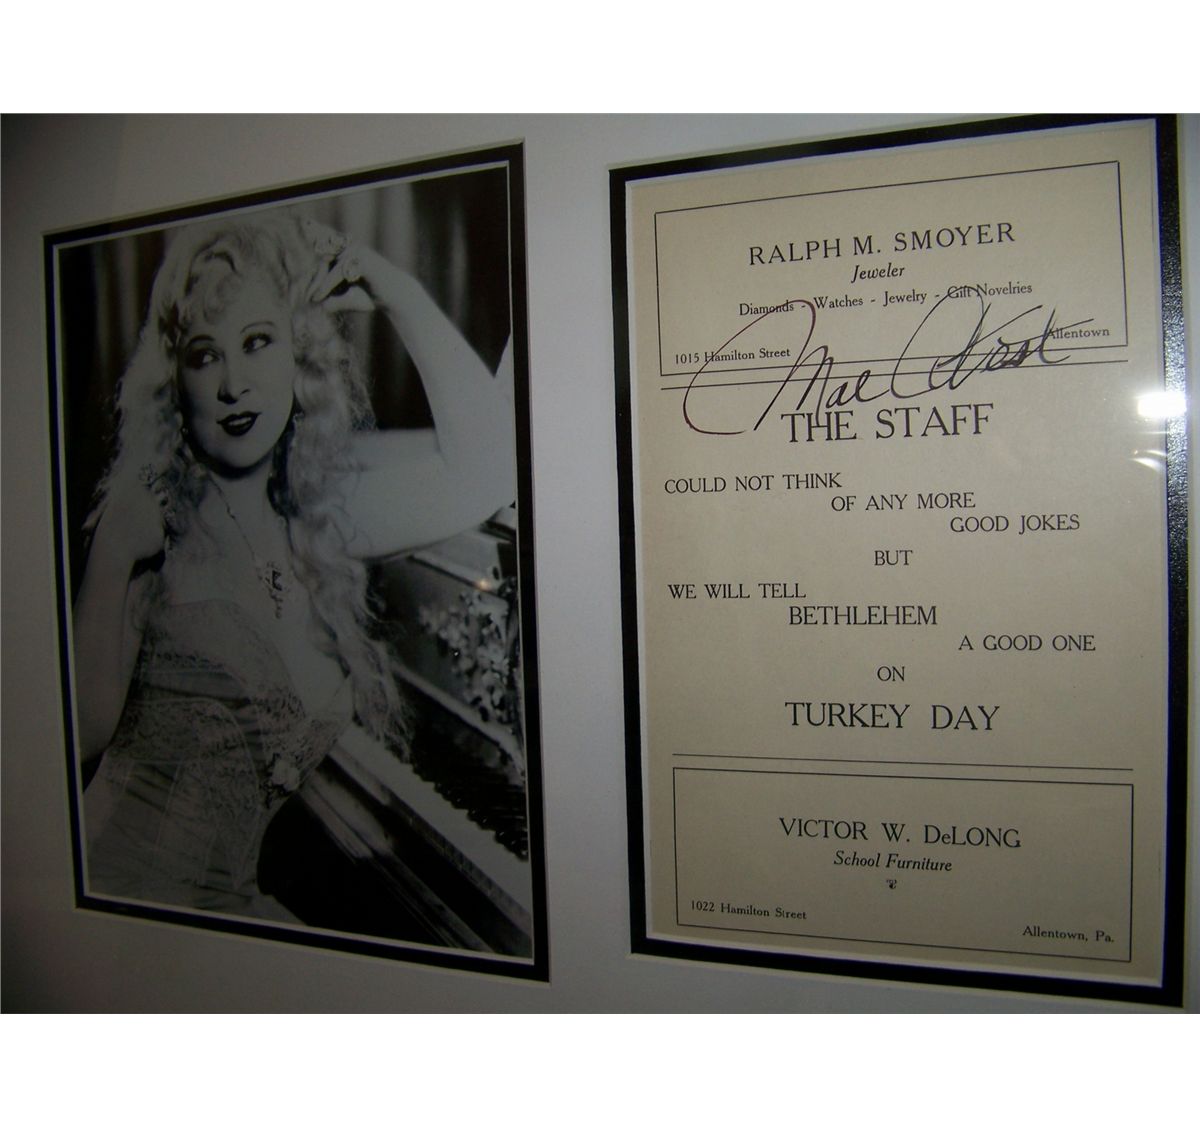 RALPH M. SMOYER
Jeweler
Diamonds - Watches - Jewelry - Gift Novelries
1015 Hamilton Street
Allentown
Mae West
THE STAFF
COULD NOT THINK
OF ANY MORE
GOOD JOKES
BUT
WE WILL TELL
BETHLEHEM
A GOOD ONE
ON
TURKEY DAY
VICTOR W. DeLONG
School Furniture
1022 Hamilton Street
Allentown, Pa.